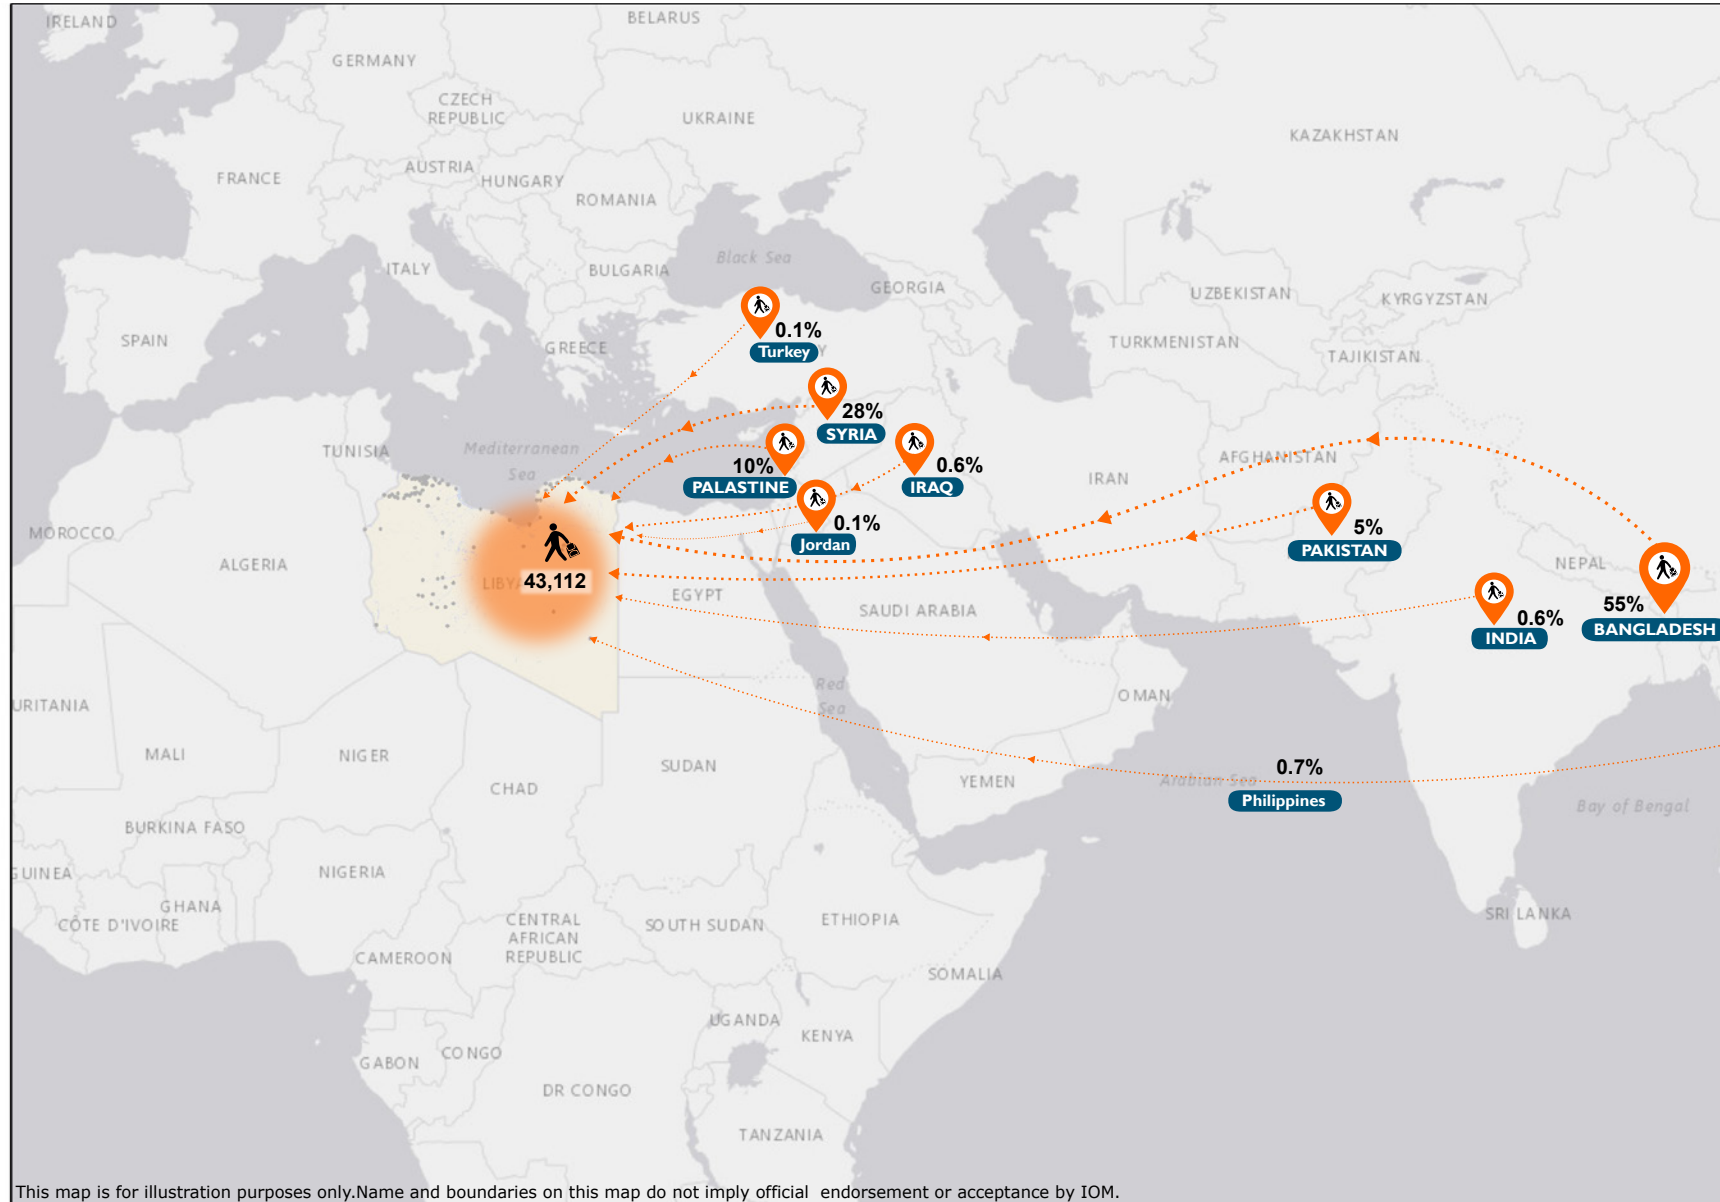 IRELAND
BELARUS
GERMANY
CZECH
REPUBLIC
UKRAINE
KAZAKHSTAN
AUSTRIA
FRANCE
HUNGARY
ROMANIA
ITALY
BULGARIA
Black Sea
GEORGIA
UZBEKISTAN
KYRGYZSTAN
SPAIN
GREECE
0.1%
Turkey
Y
TURKMENISTAN
TAJIKISTAN
28%
SYRIA
TUNISIA
Mediterranean
Sea
10%
PALASTINE
0.6%
IRAQ
IRAN
AFGHANISTAN
MOROCCO
0.1%
Jordan
5%
PAKISTAN
ALGERIA
LIBYA
43,112
EGYPT
SAUDI ARABIA
NEPAL
0.6%
INDIA
55%
BANGLADESH
Red
Sea
OMAN
URITANIA
MALI
NIGER
CHAD
SUDAN
YEMEN
0.7%
Arabian Sea
Philippines
Bay of Bengal
BURKINA FASO
GUINEA
NIGERIA
GHANA
CÔTE D'IVOIRE
CENTRAL
AFRICAN
REPUBLIC
SOUTH SUDAN
ETHIOPIA
SRI LANKA
CAMEROON
SOMALIA
UGANDA
KENYA
GABON
CONGO
DR CONGO
TANZANIA
This map is for illustration purposes only.Name and boundaries on this map do not imply official endorsement or acceptance by IOM.